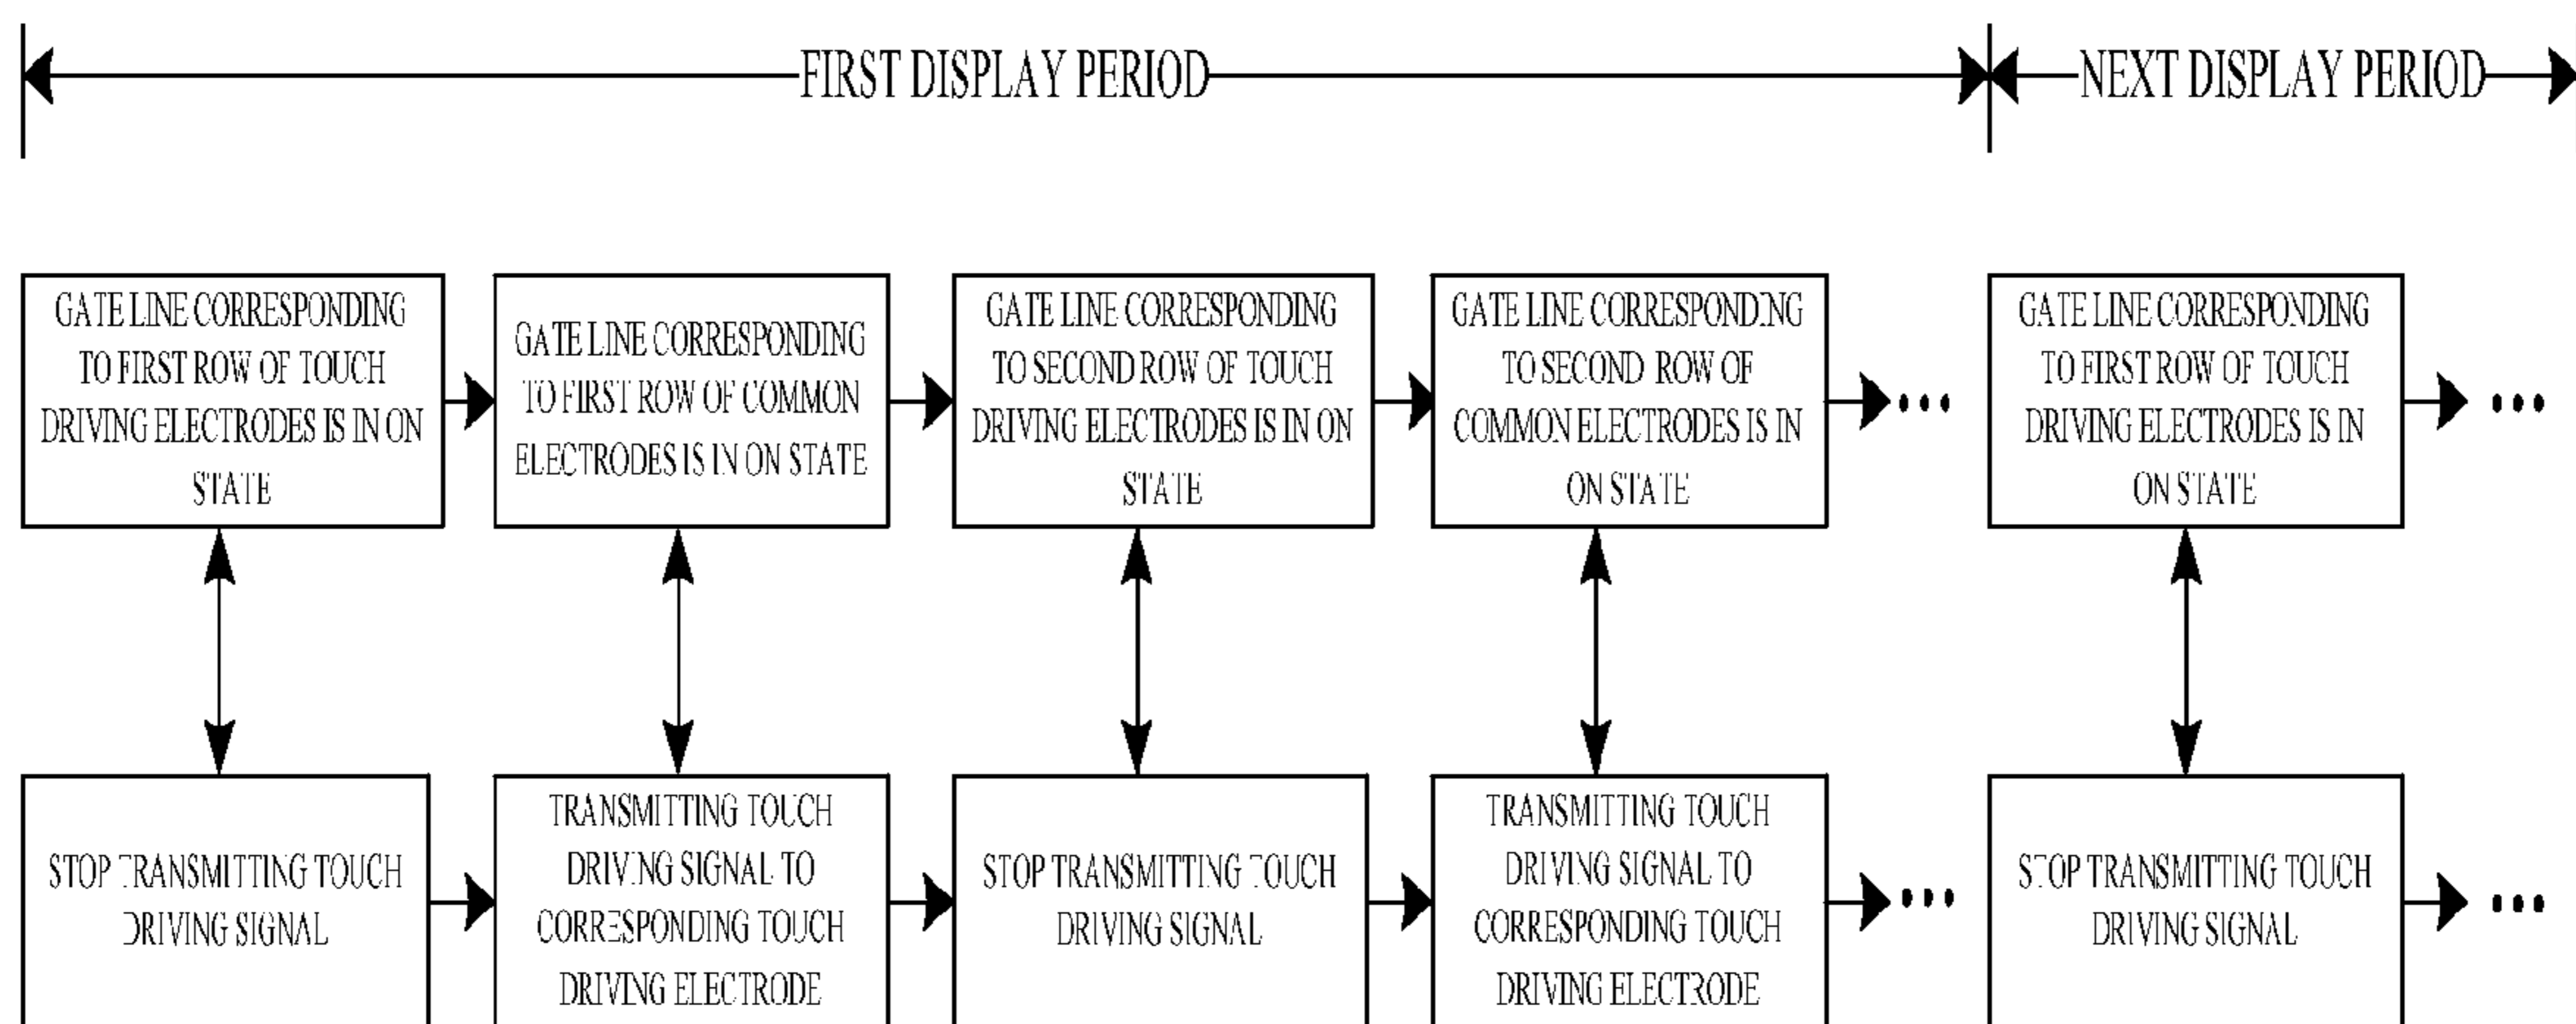 FIRST DISPLAY PERIOD
NEXT DISPLAY PERIOD
GATE LINE CORRESPONDING
TO FIRST ROW OF TOUCH
DRIVING ELECTRODES IS IN ON
STATE
GATE LINE CORRESPONDING
TO FIRST ROW OF COMMON
ELECTRODES IS IN ON STATE
GATE LINE CORRESPONDING
TO SECOND ROW OF TOUCH
DRIVING ELECTRODES IS IN ON
STATE
GATE LINE CORRESPONDING
TO SECOND ROW OF
COMMON ELECTRODES IS IN
ON STATE
•••
GATE LINE CORRESPONDING
TO FIRST ROW OF TOUCH
DRIVING ELECTRODES IS IN
ON STATE
•••
STOP TRANSMITTING TOUCH
DRIVING SIGNAL
TRANSMITTING TOUCH
DRIVING SIGNAL TO
CORRESPONDING TOUCH
DRIVING ELECTRODE
STOP TRANSMITTING TOUCH
DRIVING SIGNAL
TRANSMITTING TOUCH
DRIVING SIGNAL TO
CORRESPONDING TOUCH
DRIVING ELECTRODE
•••
STOP TRANSMITTING TOUCH
DRIVING SIGNAL
•••